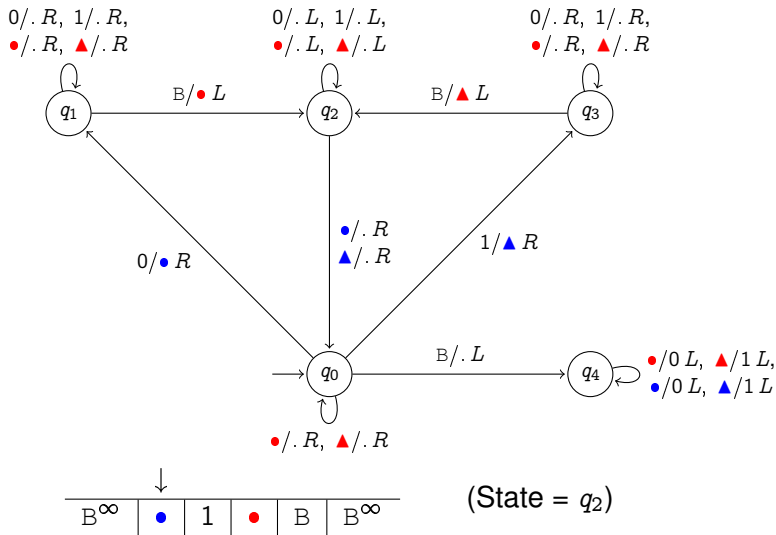 0/. R, 1/. R,
●/. R, ▲/. R
0/. L, 1/. L,
●/. L, ▲/. L
0/. R, 1/. R,
●/. R, ▲/. R
B/● L
B/▲ L
q₁
q₂
q₃
0/● R
●/. R
▲/. R
1/▲ R
B/. L
q₀
q₄
●/0 L, ▲/1 L,
●/0 L, ▲/1 L
●/. R, ▲/. R
B∞ ● 1 ● B B∞
(State = q₂)